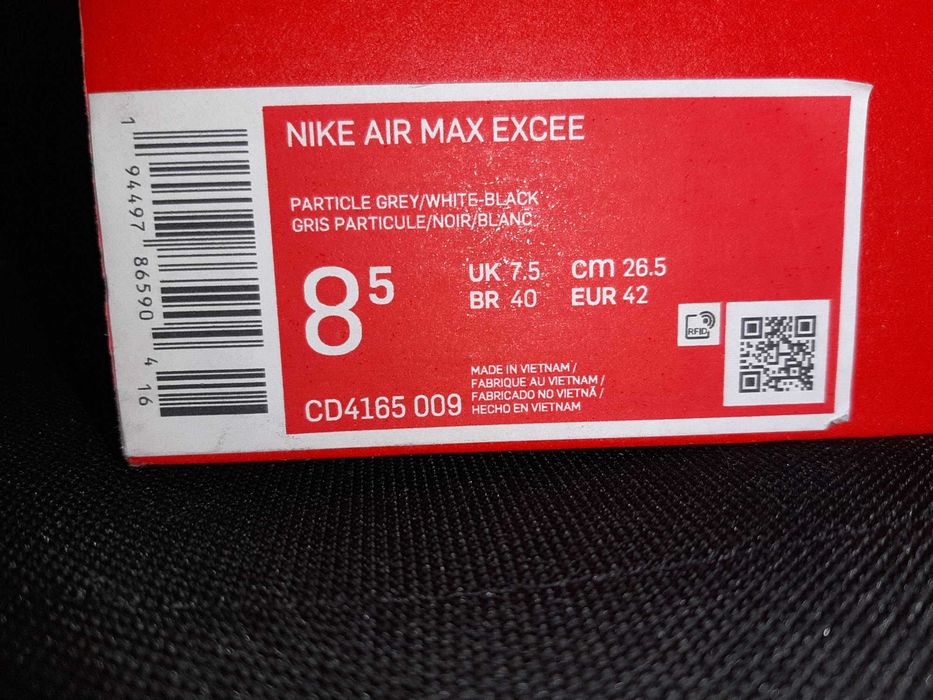 NIKE AIR MAX EXCEE
PARTICLE GREY/WHITE-BLACK
GRIS PARTICULE/NOIR/BLANC
8 5
UK 7.5 cm 26.5
BR 40 EUR 42
RFID
MADE IN VIETNAM /
FABRIQUE AU VIETNAM /
FABRICADO NO VIETNÃ /
HECHO EN VIETNAM
CD4165 009
1 94497 86590 4 16